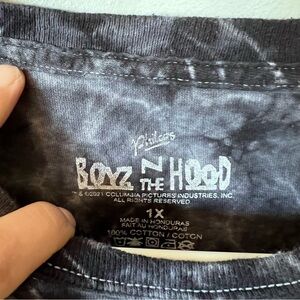 Philcos
BOYZ N
THE HOOD
™ & ©2021 COLUMBIA PICTURES INDUSTRIES, INC.
ALL RIGHTS RESERVED
1X
MADE IN HONDURAS
FAIT AU HONDURAS
100% COTTON / COTON